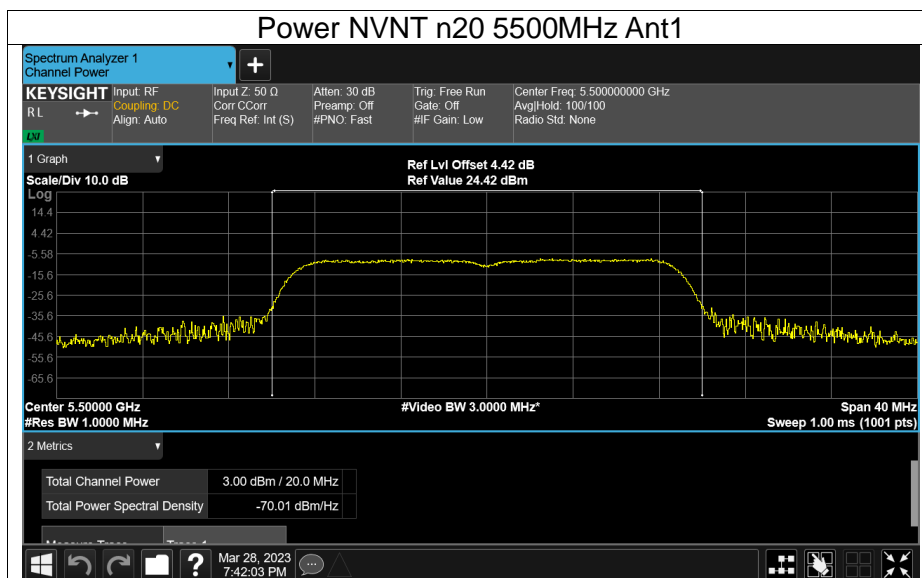 Power NVNT n20 5500MHz Ant1
Spectrum Analyzer 1
Channel Power
+
KEYSIGHT
R L
LXI
Input: RF
Coupling: DC
Align: Auto
Input Z: 50 Ω
Corr CCorr
Freq Ref: Int (S)
Atten: 30 dB
Preamp: Off
#PNO: Fast
Trig: Free Run
Gate: Off
#IF Gain: Low
Center Freq: 5.500000000 GHz
Avg|Hold: 100/100
Radio Std: None
1 Graph
Scale/Div 10.0 dB
Ref Lvl Offset 4.42 dB
Ref Value 24.42 dBm
Log
14.4
4.42
-5.58
-15.6
-25.6
-35.6
-45.6
-55.6
-65.6
Center 5.50000 GHz
#Video BW 3.0000 MHz*
Span 40 MHz
#Res BW 1.0000 MHz
Sweep 1.00 ms (1001 pts)
2 Metrics
Total Channel Power 3.00 dBm / 20.0 MHz
Total Power Spectral Density -70.01 dBm/Hz
?
Mar 28, 2023
7:42:03 PM